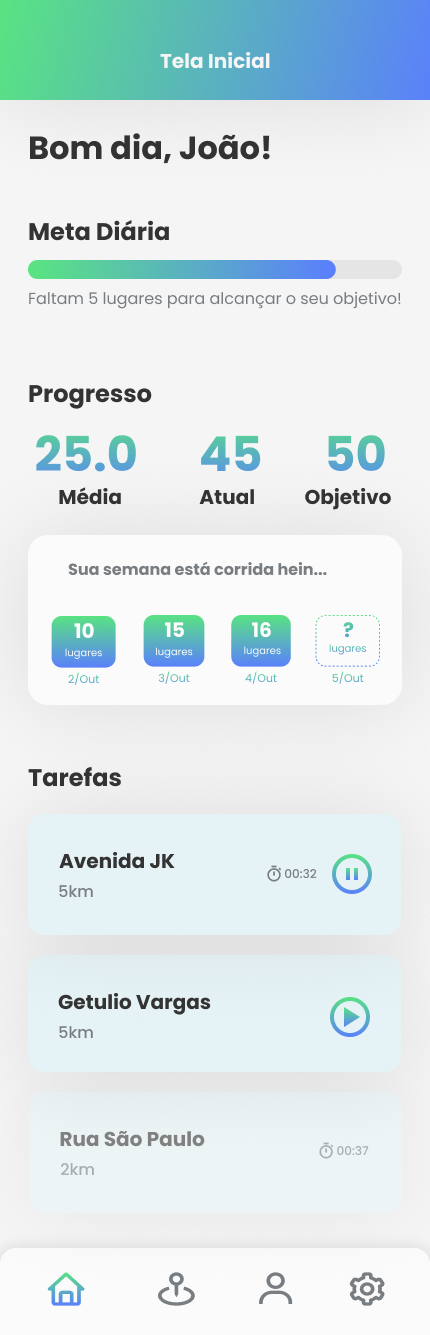 Tela Inicial
Bom dia, João!
Meta Diária
Faltam 5 lugares para alcançar o seu objetivo!
Progresso
25.0 45 50
Média Atual Objetivo
Sua semana está corrida hein...
10 15 16 ?
lugares lugares lugares lugares
2/Out 3/Out 4/Out 5/Out
Tarefas
Avenida JK
00:32
5km
Getulio Vargas
5km
Rua São Paulo
00:37
2km